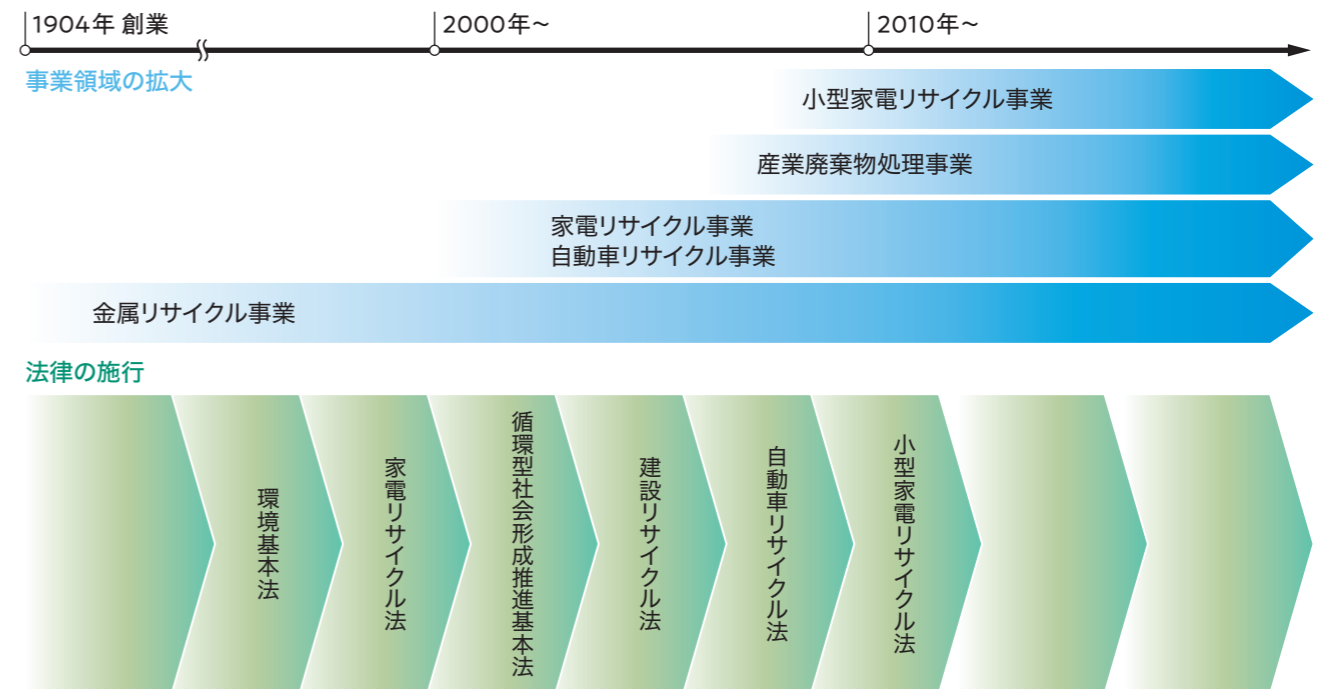 1904年 創業
2000年～
2010年～
事業領域の拡大
小型家電リサイクル事業
産業廃棄物処理事業
家電リサイクル事業
自動車リサイクル事業
金属リサイクル事業
法律の施行
環境基本法
家電リサイクル法
循環型社会形成推進基本法
建設リサイクル法
自動車リサイクル法
小型家電リサイクル法